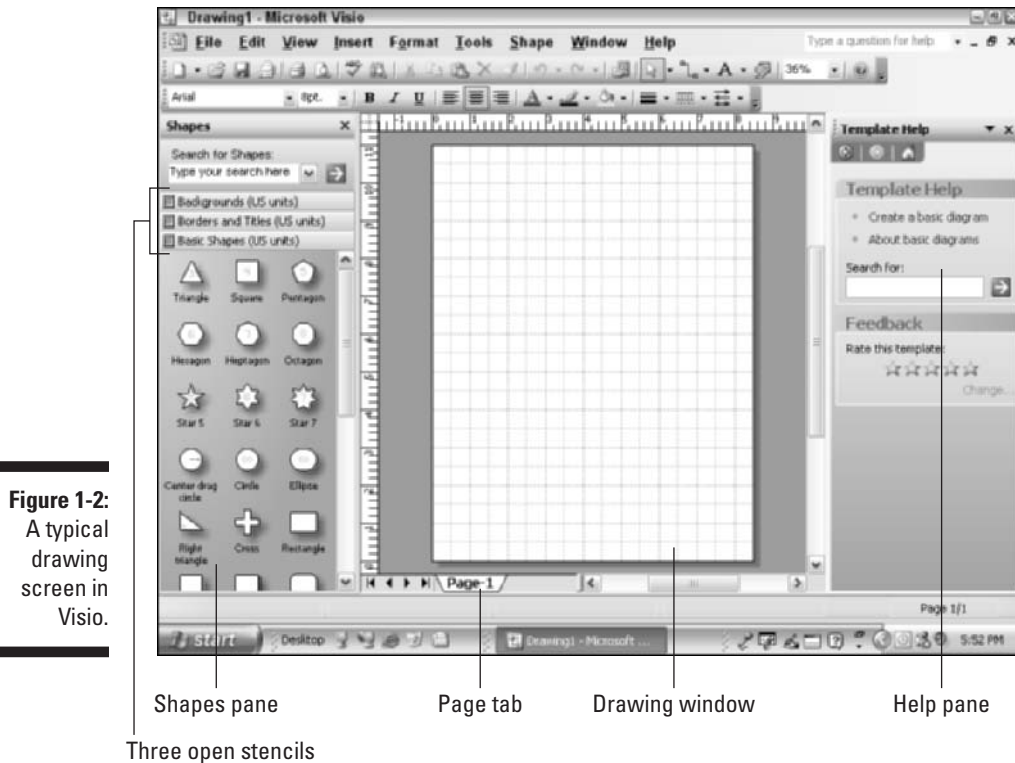 Drawing1 - Microsoft Visio
File Edit View Insert Format Tools Shape Window Help
Type a question for help
36%
Arial
8pt.
B I U
Shapes
Search for Shapes:
Type your search here
Backgrounds (US units)
Borders and Titles (US units)
Basic Shapes (US units)
Triangle Square Pentagon
Hexagon Heptagon Octagon
Star 5 Star 6 Star 7
Center drag circle Circle Ellipse
Right triangle Cross Rectangle
Page-1
Template Help
Template Help
Create a basic diagram
About basic diagrams
Search for:
Feedback
Rate this template:
Change...
Page 1/1
start
Desktop
Drawing1 - Microsoft ...
5:52 PM
Figure 1-2:
A typical
drawing
screen in
Visio.
Shapes pane
Page tab
Drawing window
Help pane
Three open stencils